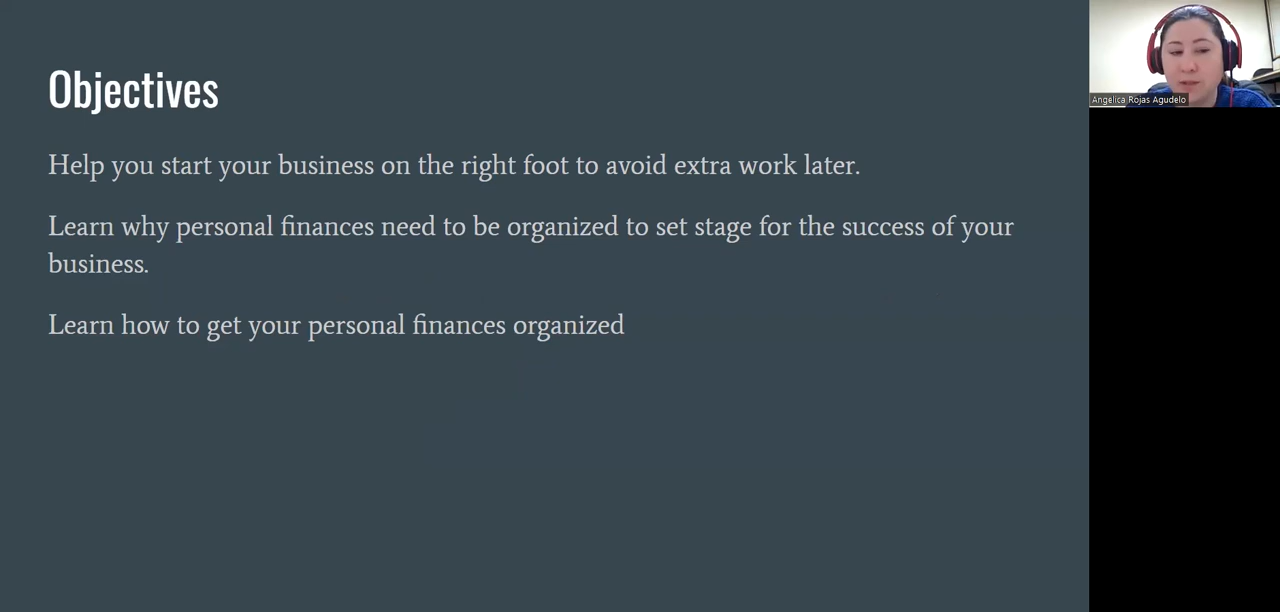 Objectives
Help you start your business on the right foot to avoid extra work later.
Learn why personal finances need to be organized to set stage for the success of your
business.
Learn how to get your personal finances organized
Angelica Rojas Agudelo